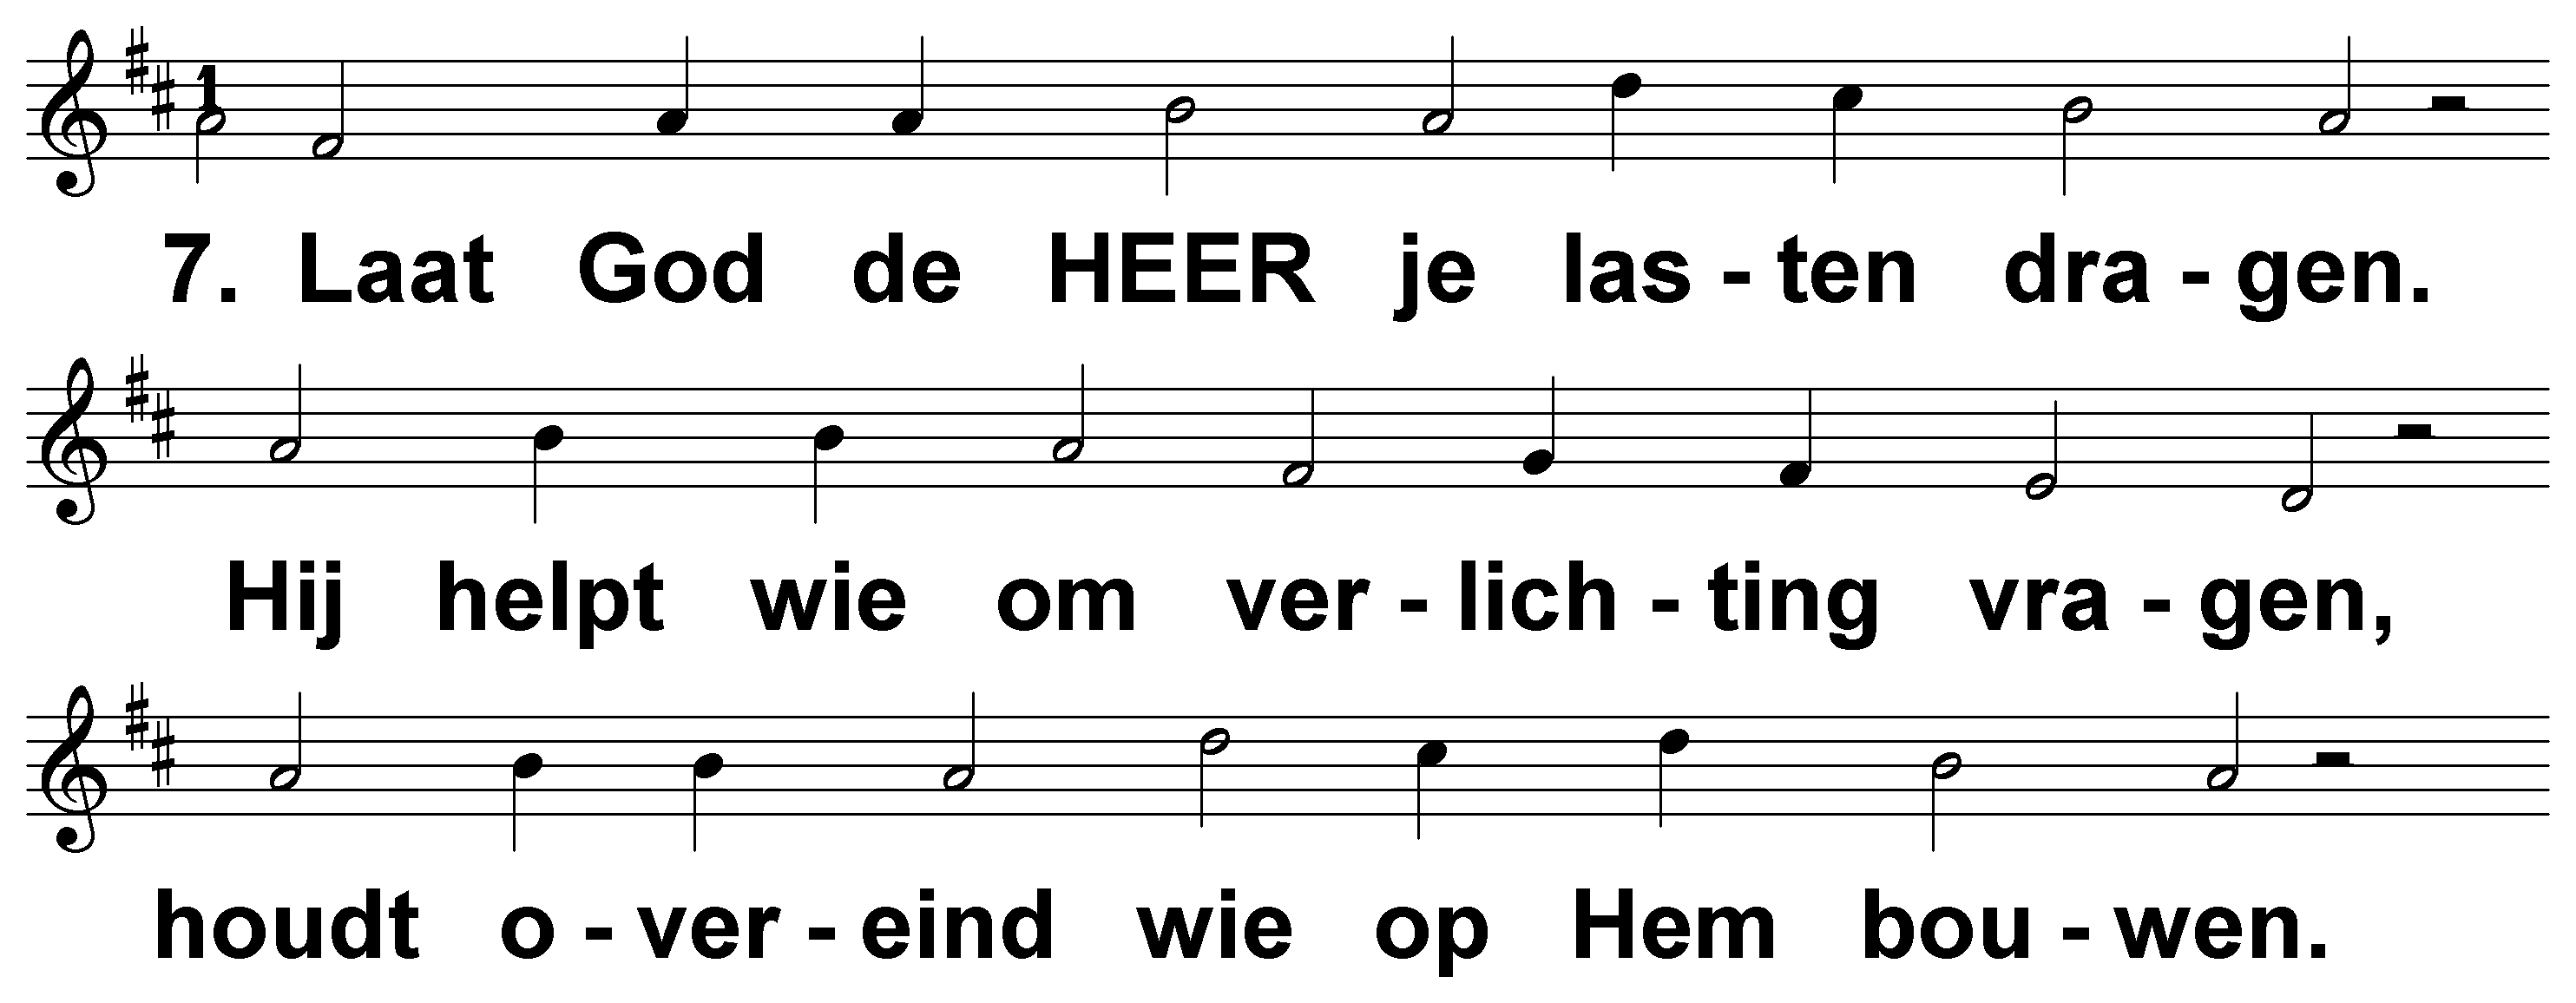 1
7. Laat God de HEER je las - ten dra - gen.
Hij helpt wie om ver - lich - ting vra - gen,
houdt o - ver - eind wie op Hem bou - wen.